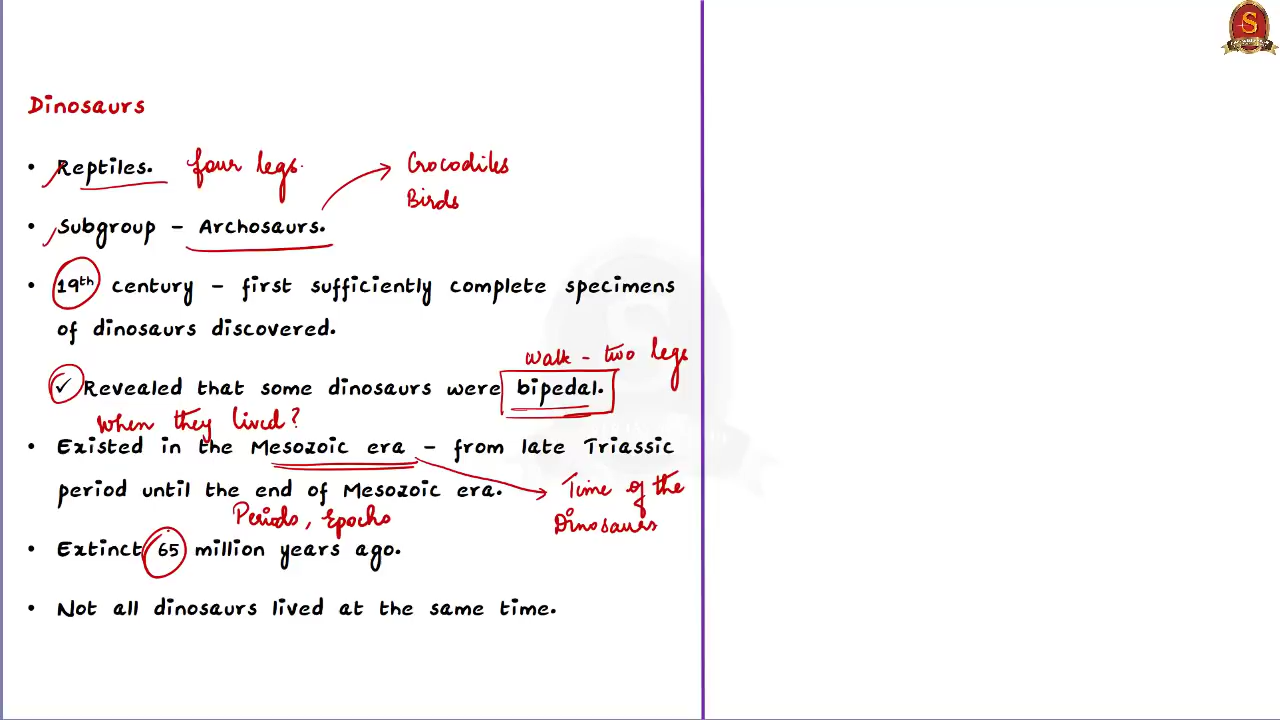 Dinosaurs
• Reptiles. four legs.
Crocodiles
Birds
• Subgroup - Archosaurs.
• 19th century - first sufficiently complete specimens
of dinosaurs discovered.
walk - two legs
✓ Revealed that some dinosaurs were bipedal.
When they lived?
• Existed in the Mesozoic era - from late Triassic
period until the end of Mesozoic era.
Time of the
Dinosaurs
Periods, Epochs
• Extinct 65 million years ago.
• Not all dinosaurs lived at the same time.